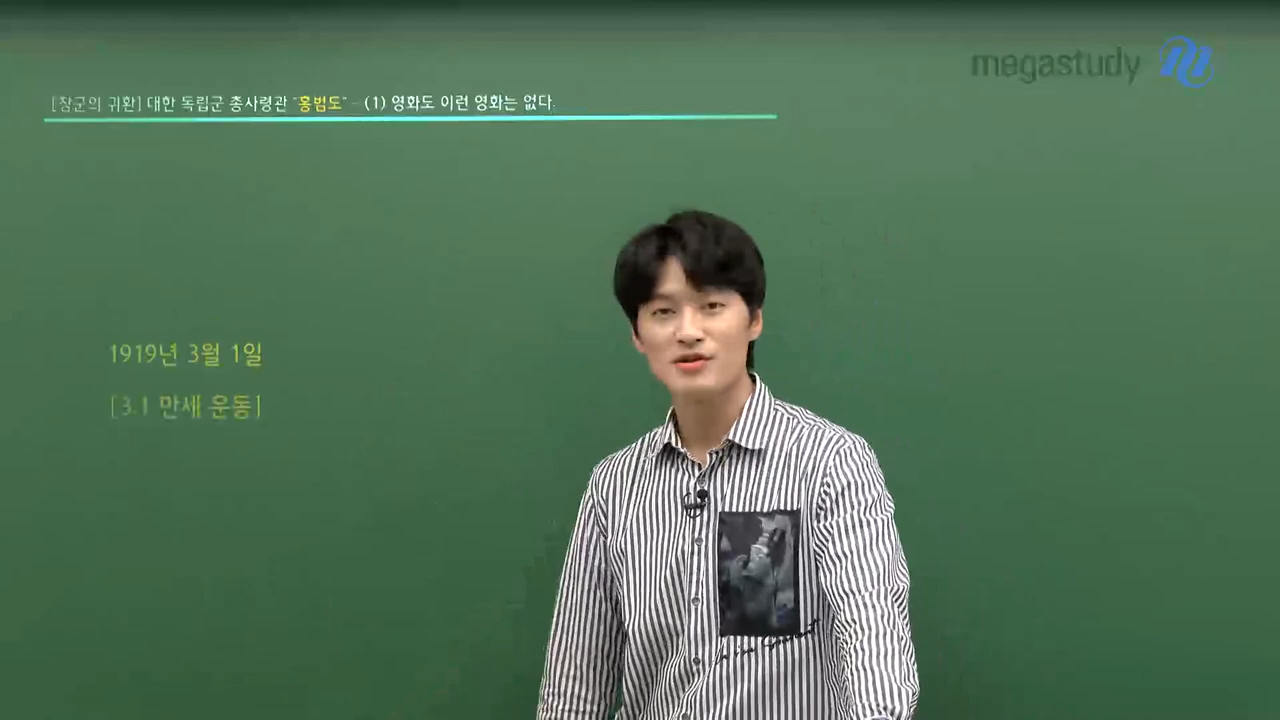 megastudy
[장군의 귀환] 대한 독립군 총사령관 "홍범도" - (1) 영화도 이런 영화는 없다.
1919년 3월 1일
[3.1 만세 운동]